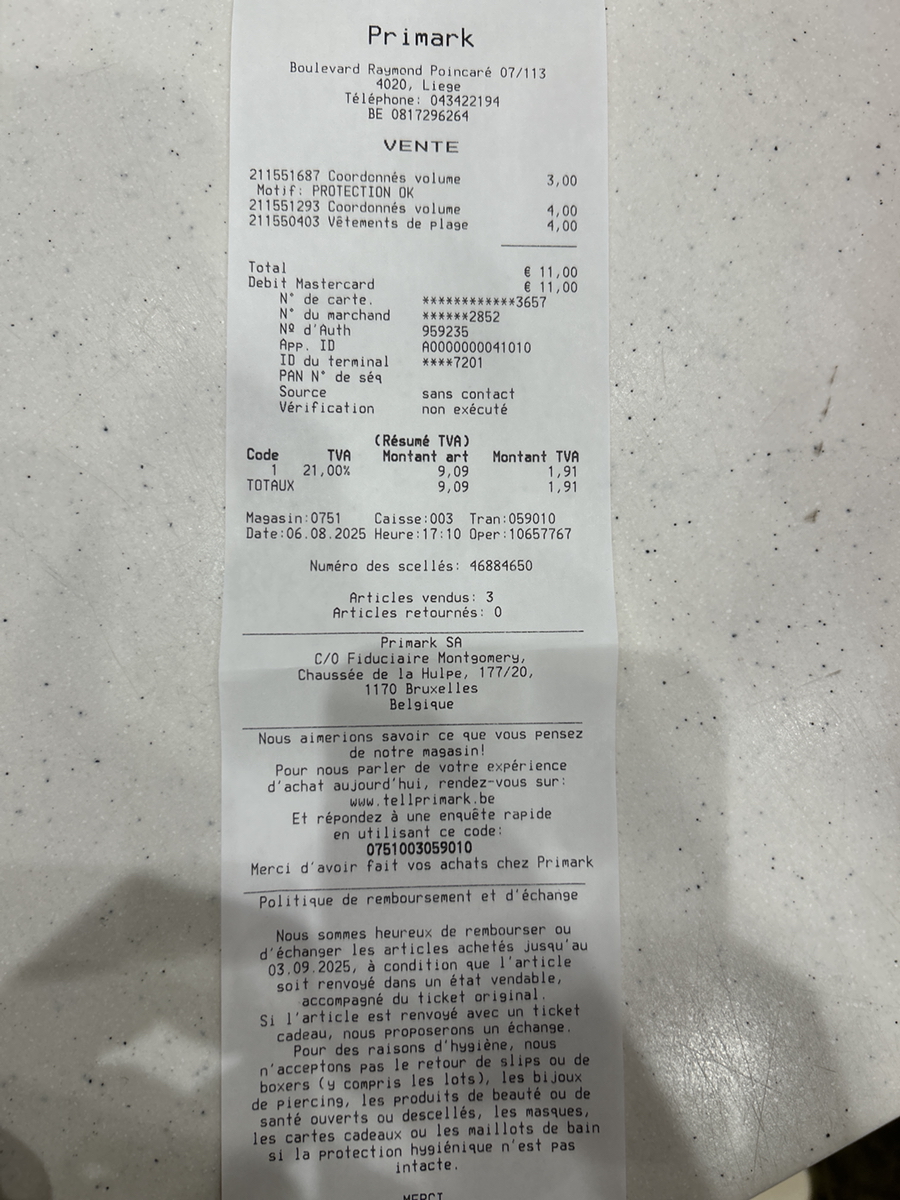 Primark
Boulevard Raymond Poincaré 07/113
4020, Liege
Téléphone: 043422194
BE 0817296264
VENTE
211551687 Coordonnés volume 3,00
Motif: PROTECTION OK
211551293 Coordonnés volume 4,00
211550403 Vêtements de plage 4,00
Total € 11,00
Debit Mastercard € 11,00
N° de carte. ************3657
N° du marchand ******2852
Nº d'Auth 959235
App. ID A0000000041010
ID du terminal ****7201
PAN N° de séq
Source sans contact
Vérification non exécuté
(Résumé TVA)
Code TVA Montant art Montant TVA
1 21,00% 9,09 1,91
TOTAUX 9,09 1,91
Magasin:0751 Caisse:003 Tran:059010
Date:06.08.2025 Heure:17:10 Oper:10657767
Numéro des scellés: 46884650
Articles vendus: 3
Articles retournés: 0
Primark SA
C/O Fiduciaire Montgomery,
Chaussée de la Hulpe, 177/20,
1170 Bruxelles
Belgique
Nous aimerions savoir ce que vous pensez
de notre magasin!
Pour nous parler de votre expérience
d'achat aujourd'hui, rendez-vous sur:
www.tellprimark.be
Et répondez à une enquête rapide
en utilisant ce code:
0751003059010
Merci d'avoir fait vos achats chez Primark
Politique de remboursement et d'échange
Nous sommes heureux de rembourser ou
d'échanger les articles achetés jusqu'au
03.09.2025, à condition que l'article
soit renvoyé dans un état vendable,
accompagné du ticket original.
Si l'article est renvoyé avec un ticket
cadeau, nous proposerons un échange.
Pour des raisons d'hygiène, nous
n'acceptons pas le retour de slips ou de
boxers (y compris les lots), les bijoux
de piercing, les produits de beauté ou de
santé ouverts ou descellés, les masques,
les cartes cadeaux ou les maillots de bain
si la protection hygiénique n'est pas
intacte.
MERCI